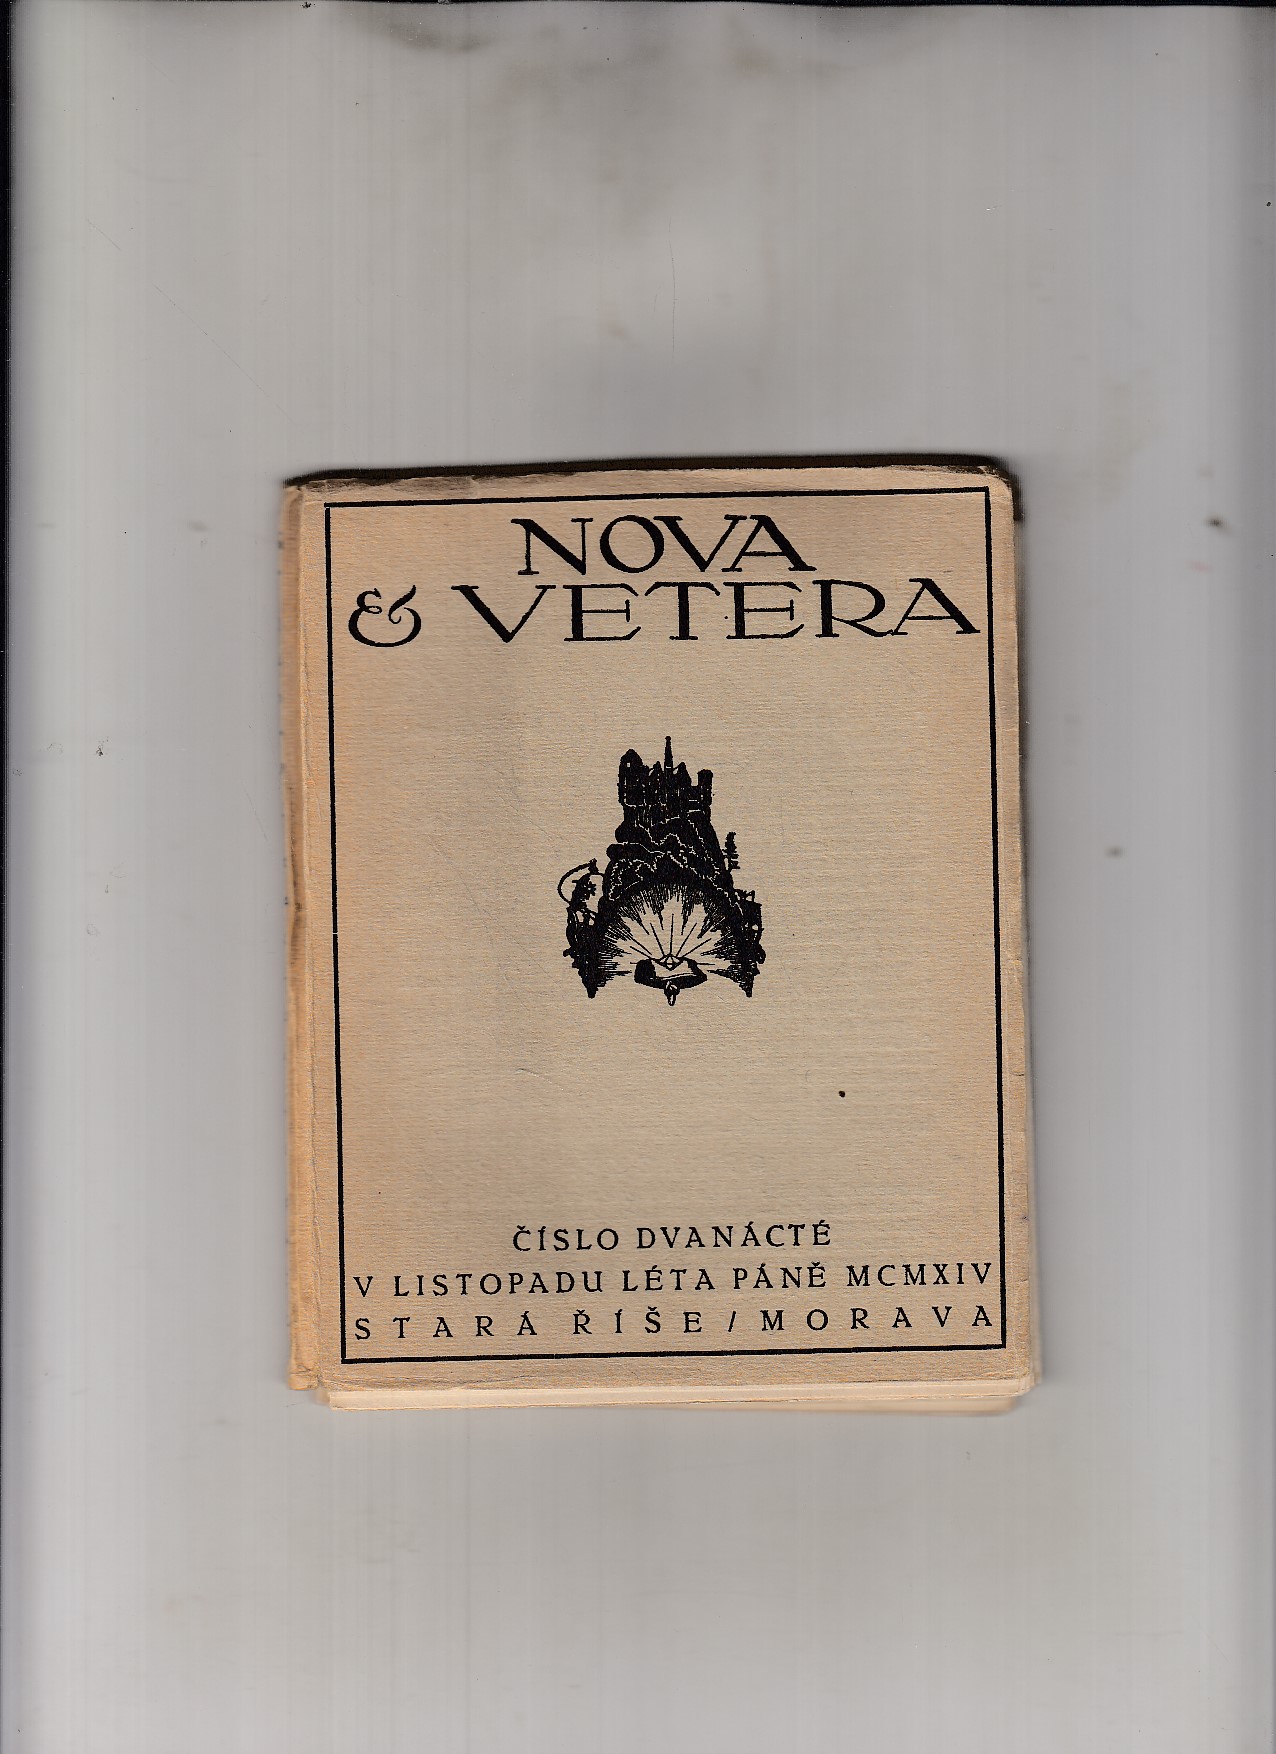 NOVA
& VETERA
ČÍSLO DVANÁCTÉ
V LISTOPADU LÉTA PÁNĚ MCMXIV
STARÁ ŘÍŠE / MORAVA